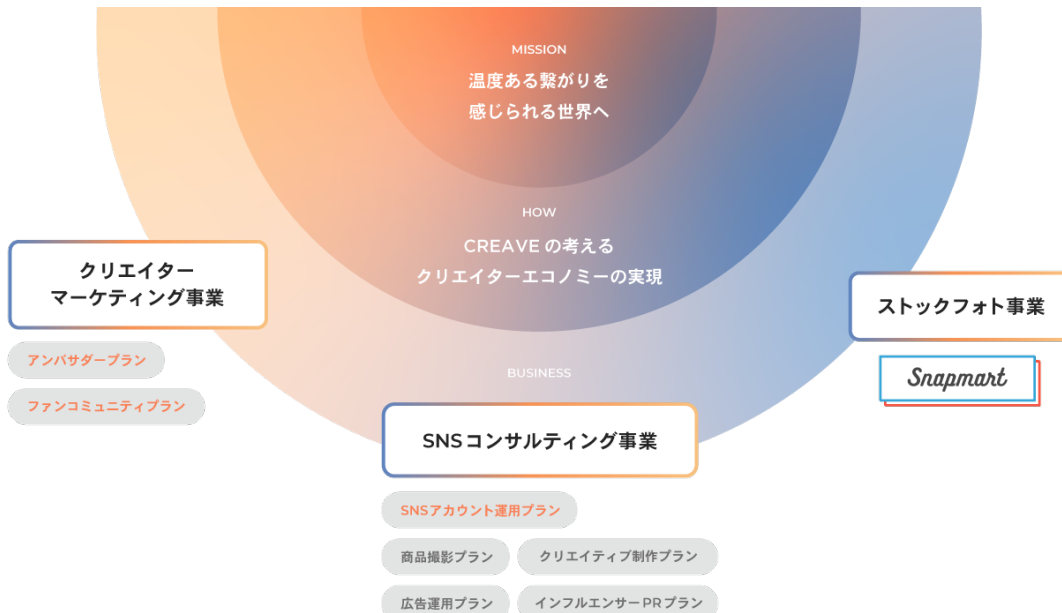 MISSION
温度ある繋がりを
感じられる世界へ
HOW
CREAVE の考える
クリエイターエコノミーの実現
クリエイター
マーケティング事業
アンバサダープラン
ファンコミュニティプラン
BUSINESS
SNSコンサルティング事業
SNSアカウント運用プラン
商品撮影プラン
クリエイティブ制作プラン
広告運用プラン
インフルエンサーPRプラン
ストックフォト事業
Snapmart